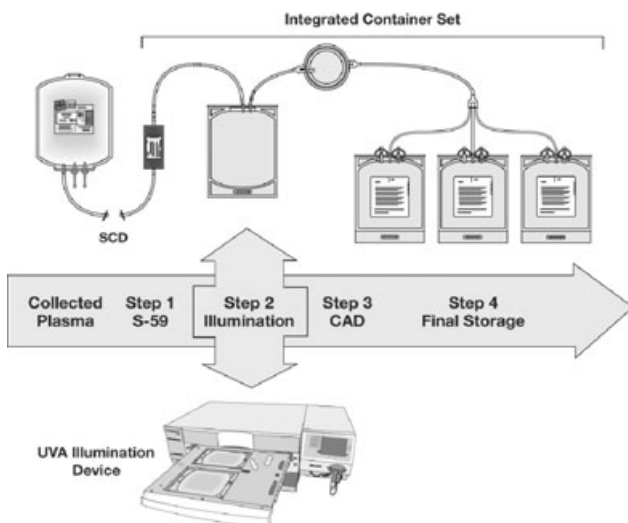 Integrated Container Set
SCD
Collected
Plasma
Step 1
S-59
Step 2
Illumination
Step 3
CAD
Step 4
Final Storage
UVA Illumination
Device